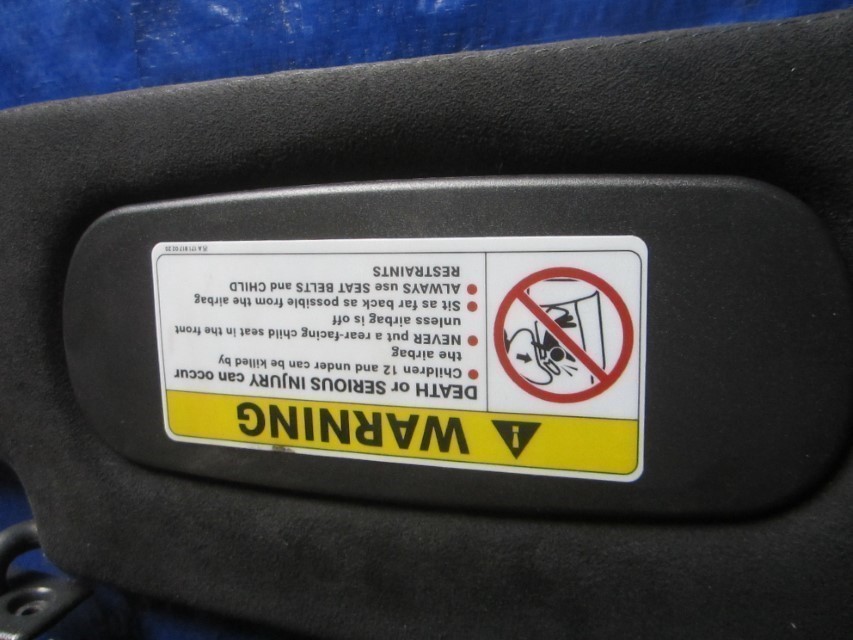 WARNING
DEATH or SERIOUS INJURY can occur
• Children 12 and under can be killed by
the airbag
• NEVER put a rear-facing child seat in the front
unless airbag is off
• Sit as far back as possible from the airbag
• ALWAYS use SEAT BELTS and CHILD
RESTRAINTS